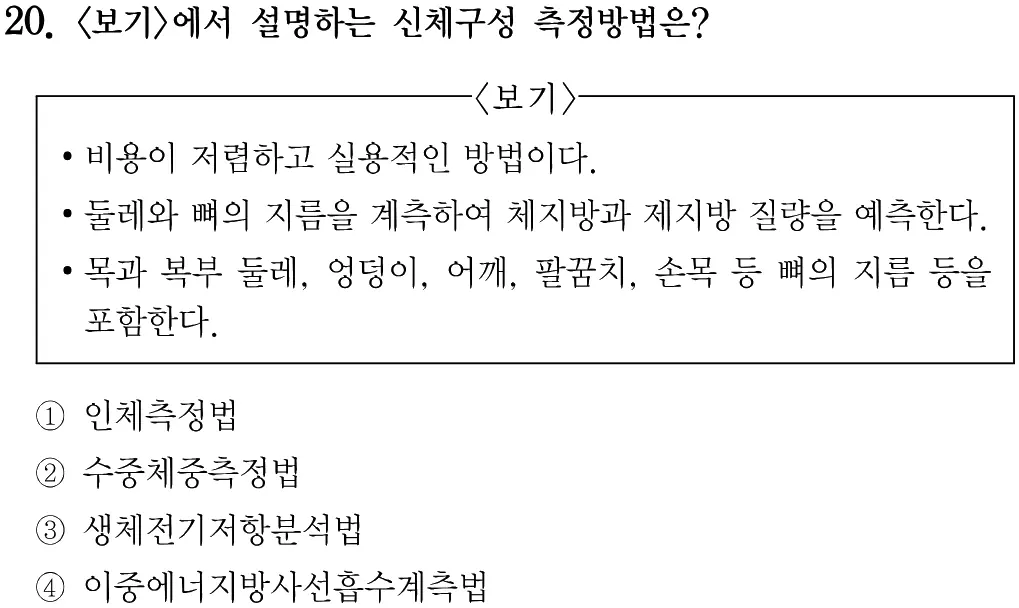 20. 〈보기〉에서 설명하는 신체구성 측정방법은?
〈보기〉
• 비용이 저렴하고 실용적인 방법이다.
• 둘레와 뼈의 지름을 계측하여 체지방과 제지방 질량을 예측한다.
• 목과 복부 둘레, 엉덩이, 어깨, 팔꿈치, 손목 등 뼈의 지름 등을
포함한다.
① 인체측정법
② 수중체중측정법
③ 생체전기저항분석법
④ 이중에너지방사선흡수계측법